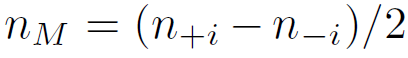 n_M = (n_{+i} − n_{−i})/2